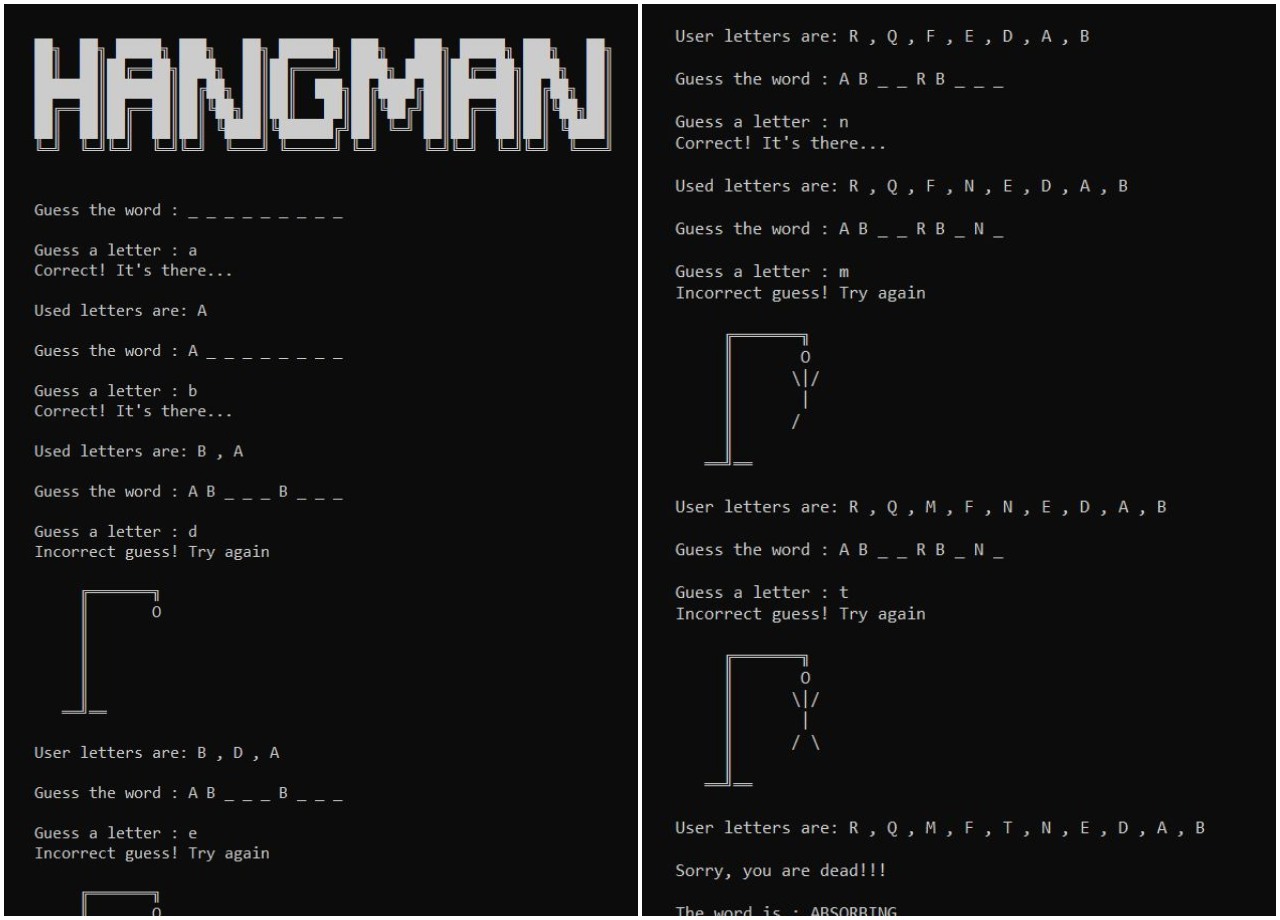 HANGMAN
Guess the word : _ _ _ _ _ _ _ _ _
Guess a letter : a
Correct! It's there...
Used letters are: A
Guess the word : A _ _ _ _ _ _ _ _
Guess a letter : b
Correct! It's there...
Used letters are: B , A
Guess the word : A B _ _ _ B _ _ _
Guess a letter : d
Incorrect guess! Try again
O
User letters are: B , D , A
Guess the word : A B _ _ _ B _ _ _
Guess a letter : e
Incorrect guess! Try again
O
User letters are: R , Q , F , E , D , A , B
Guess the word : A B _ _ R B _ _ _
Guess a letter : n
Correct! It's there...
Used letters are: R , Q , F , N , E , D , A , B
Guess the word : A B _ _ R B _ N _
Guess a letter : m
Incorrect guess! Try again
O
\|/
|
/
User letters are: R , Q , M , F , N , E , D , A , B
Guess the word : A B _ _ R B _ N _
Guess a letter : t
Incorrect guess! Try again
O
\|/
|
/ \
User letters are: R , Q , M , F , T , N , E , D , A , B
Sorry, you are dead!!!
The word is : ABSORBING